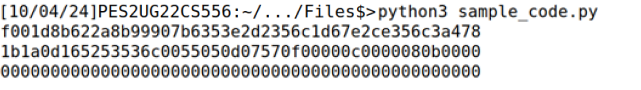 [10/04/24]PES2UG22CS556:~/.../Files$>python3 sample_code.py
f001d8b622a8b99907b6353e2d2356c1d67e2ce356c3a478
1b1a0d165253536c0055050d07570f00000c0000080b0000
000000000000000000000000000000000000000000000000